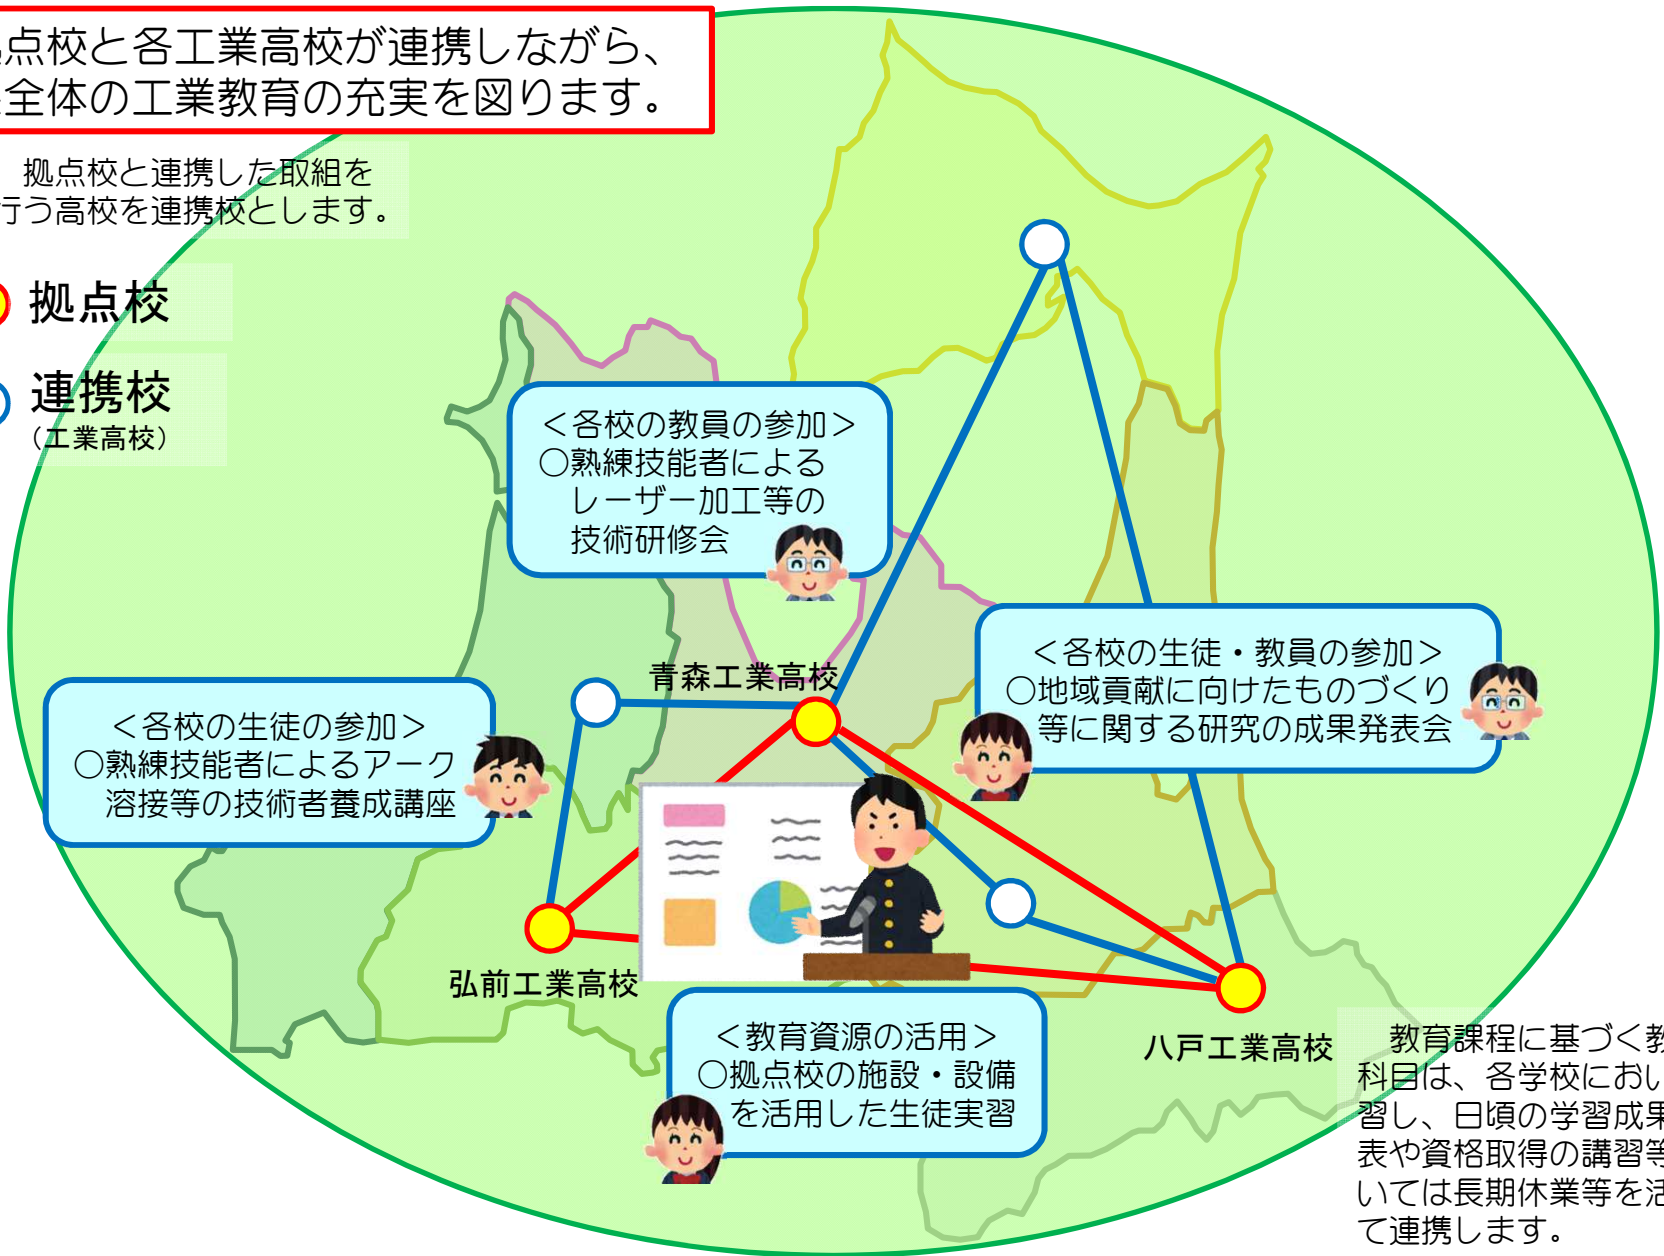 点校と各工業高校が連携しながら、
全体の工業教育の充実を図ります。
拠点校と連携した取組を
行う高校を連携校とします。
拠点校
連携校
（工業高校）
＜各校の教員の参加＞
○熟練技能者による
レーザー加工等の
技術研修会
＜各校の生徒・教員の参加＞
○地域貢献に向けたものづくり
等に関する研究の成果発表会
青森工業高校
＜各校の生徒の参加＞
○熟練技能者によるアーク
溶接等の技術者養成講座
弘前工業高校
＜教育資源の活用＞
○拠点校の施設・設備
を活用した生徒実習
八戸工業高校
教育課程に基づく教
科目は、各学校におい
習し、日頃の学習成果
表や資格取得の講習等
いては長期休業等を活
て連携します。